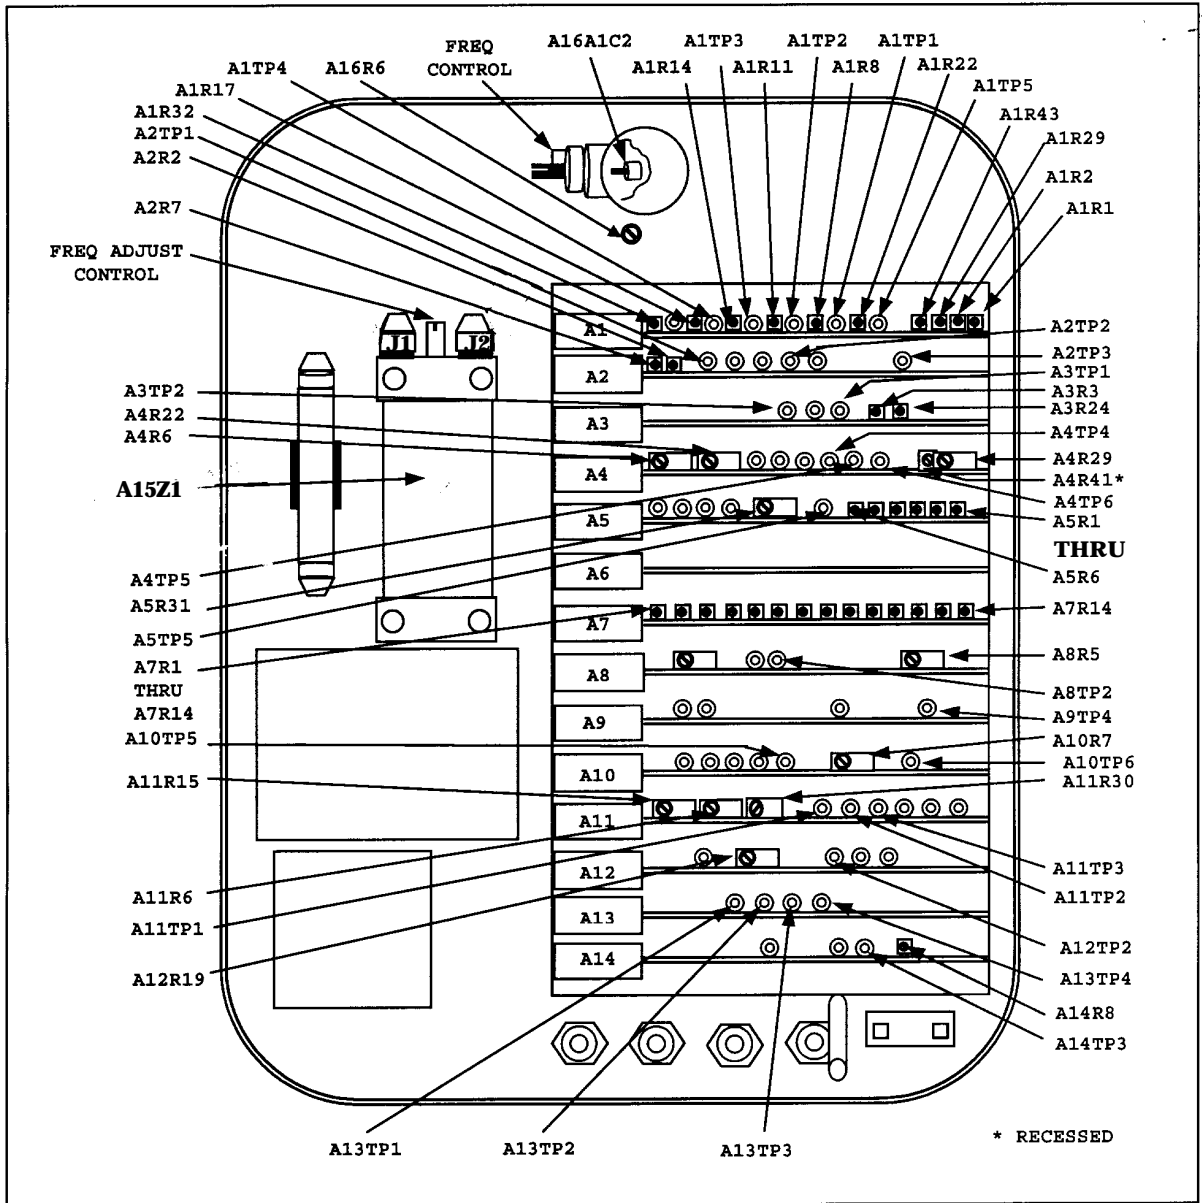 FREQ
CONTROL
A16A1C2
A1TP3
A1TP2
A1TP1
A1TP4
A16R6
A1R14
A1R11
A1R8
A1R22
A1R17
A1TP5
A1R32
A1R43
A2TP1
A1R29
A2R2
A1R2
A2R7
A1R1
FREQ ADJUST
CONTROL
J1
J2
A1
A2
A3
A4
A5
A6
A7
A8
A9
A10
A11
A12
A13
A14
A2TP2
A2TP3
A3TP1
A3R3
A3R24
A4TP4
A4R29
A4R41*
A4TP6
A5R1
THRU
A5R6
A7R14
A8R5
A8TP2
A9TP4
A10R7
A10TP6
A11R30
A11TP3
A11TP2
A12TP2
A13TP4
A14R8
A14TP3
A3TP2
A4R22
A4R6
A15Z1
A4TP5
A5R31
A5TP5
A7R1
THRU
A7R14
A10TP5
A11R15
A11R6
A11TP1
A12R19
A13TP1
A13TP2
A13TP3
* RECESSED